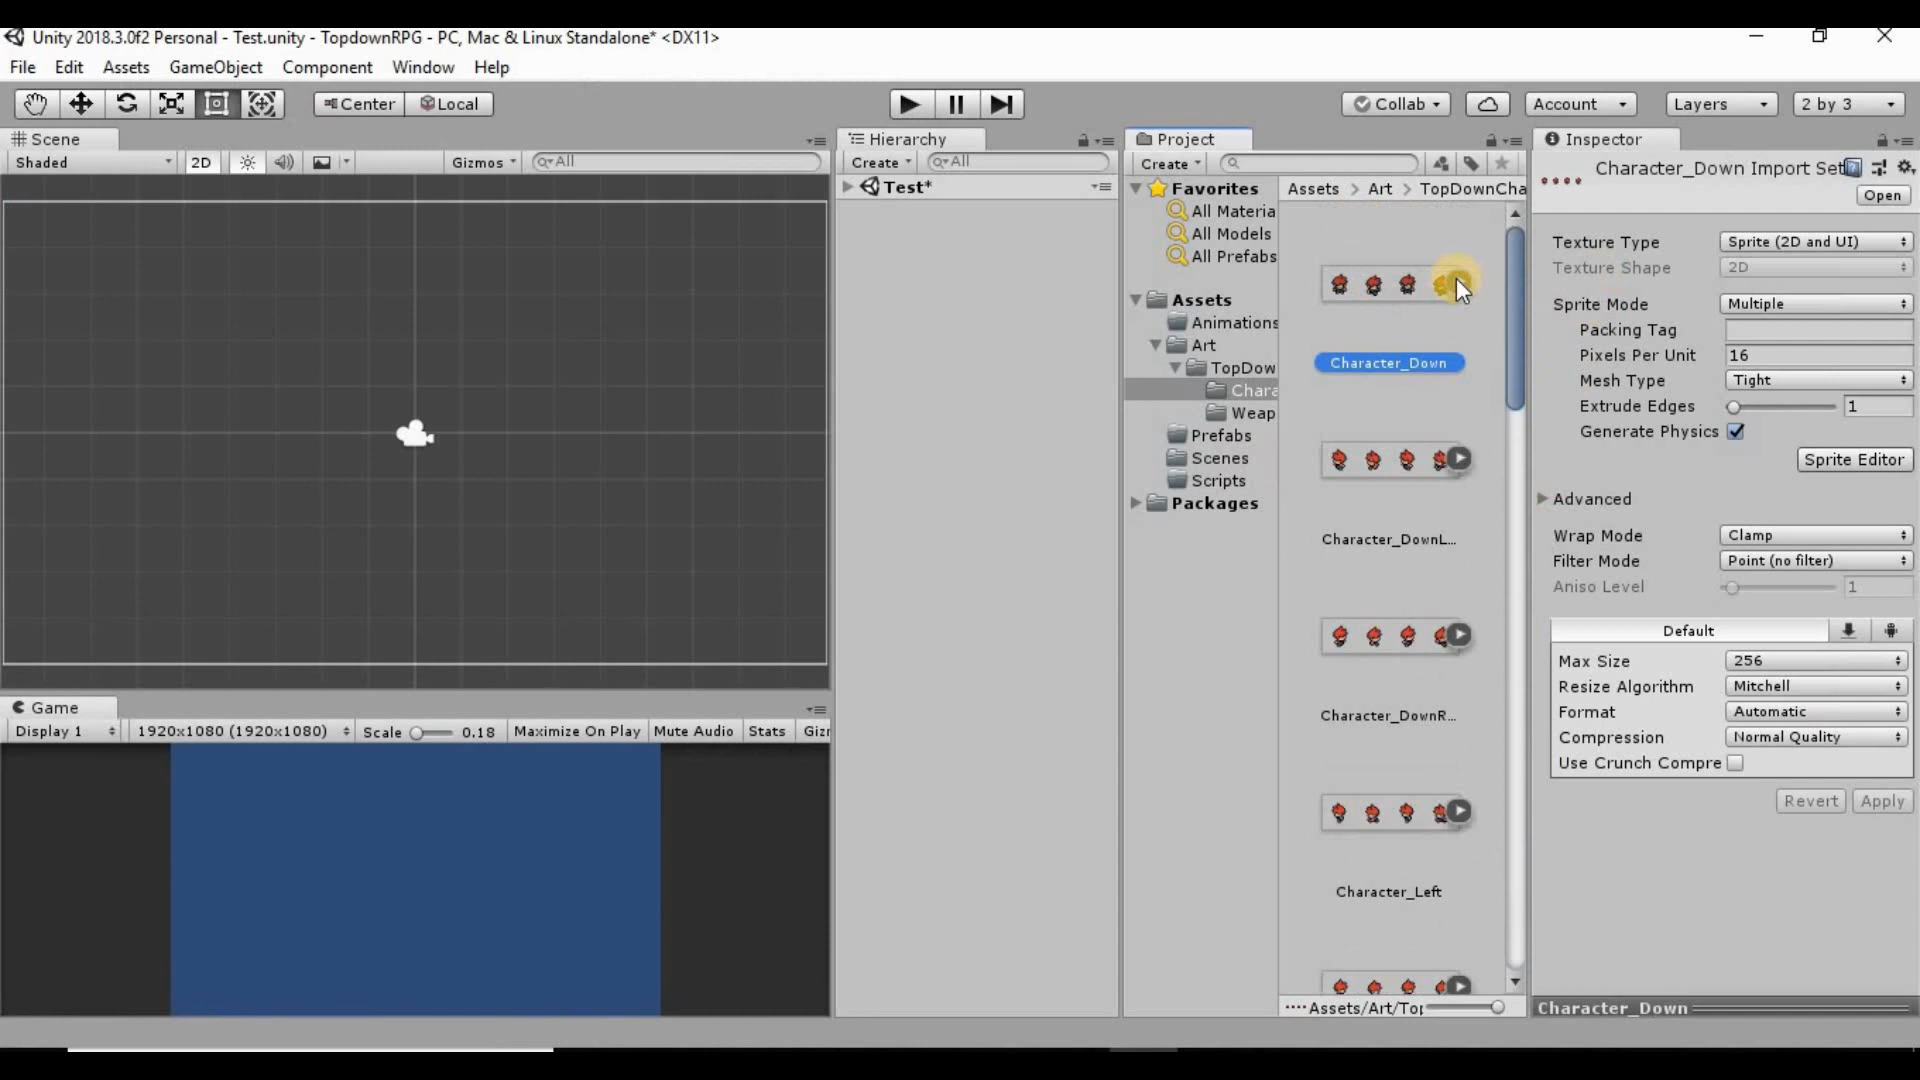 Unity 2018.3.0f2 Personal - Test.unity - TopdownRPG - PC, Mac & Linux Standalone* <DX11>
File Edit Assets GameObject Component Window Help
Center Local Collab Account Layers 2 by 3
Scene
Shaded 2D Gizmos All
Hierarchy
Create All
Test*
Project
Create
Favorites
All Materia
All Models
All Prefabs
Assets
Animations
Art
TopDow
Chara
Weap
Prefabs
Scenes
Scripts
Packages
Assets > Art > TopDownCha
Character_Down
Character_DownL...
Character_DownR...
Character_Left
Assets/Art/Top
Inspector
Character_Down Import Set
Open
Texture Type Sprite (2D and UI)
Texture Shape 2D
Sprite Mode Multiple
Packing Tag
Pixels Per Unit 16
Mesh Type Tight
Extrude Edges 1
Generate Physics
Sprite Editor
Advanced
Wrap Mode Clamp
Filter Mode Point (no filter)
Aniso Level 1
Default
Max Size 256
Resize Algorithm Mitchell
Format Automatic
Compression Normal Quality
Use Crunch Compre
Revert Apply
Character_Down
Game
Display 1 1920x1080 (1920x1080) Scale 0.18 Maximize On Play Mute Audio Stats Giz